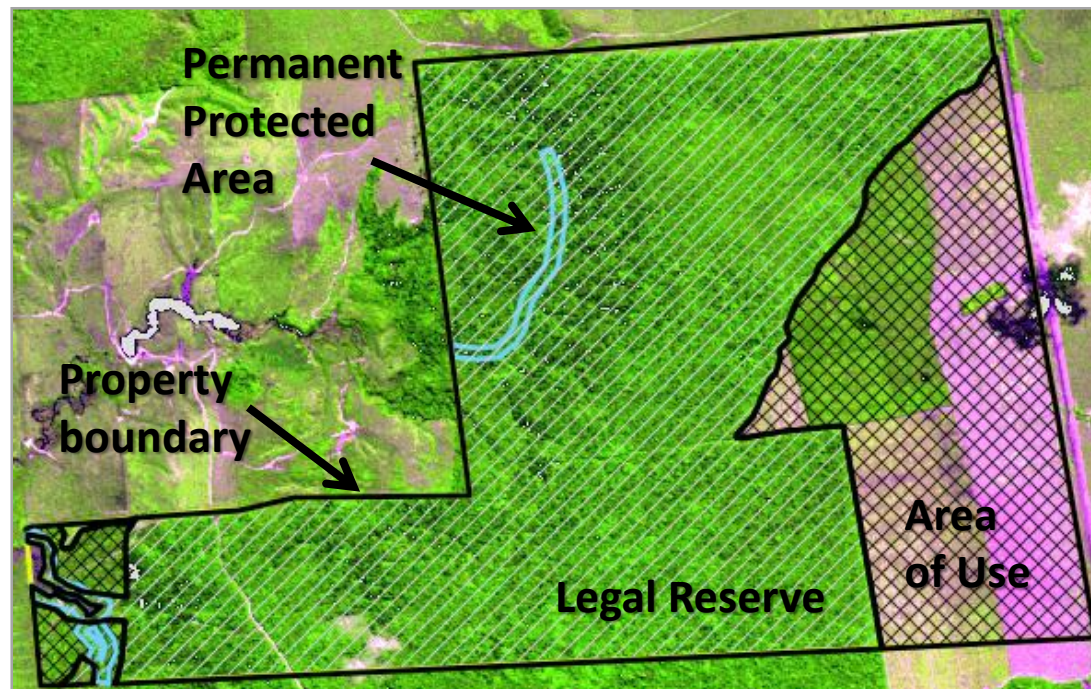 Permanent
Protected
Area
Property
boundary
Area
of Use
Legal Reserve